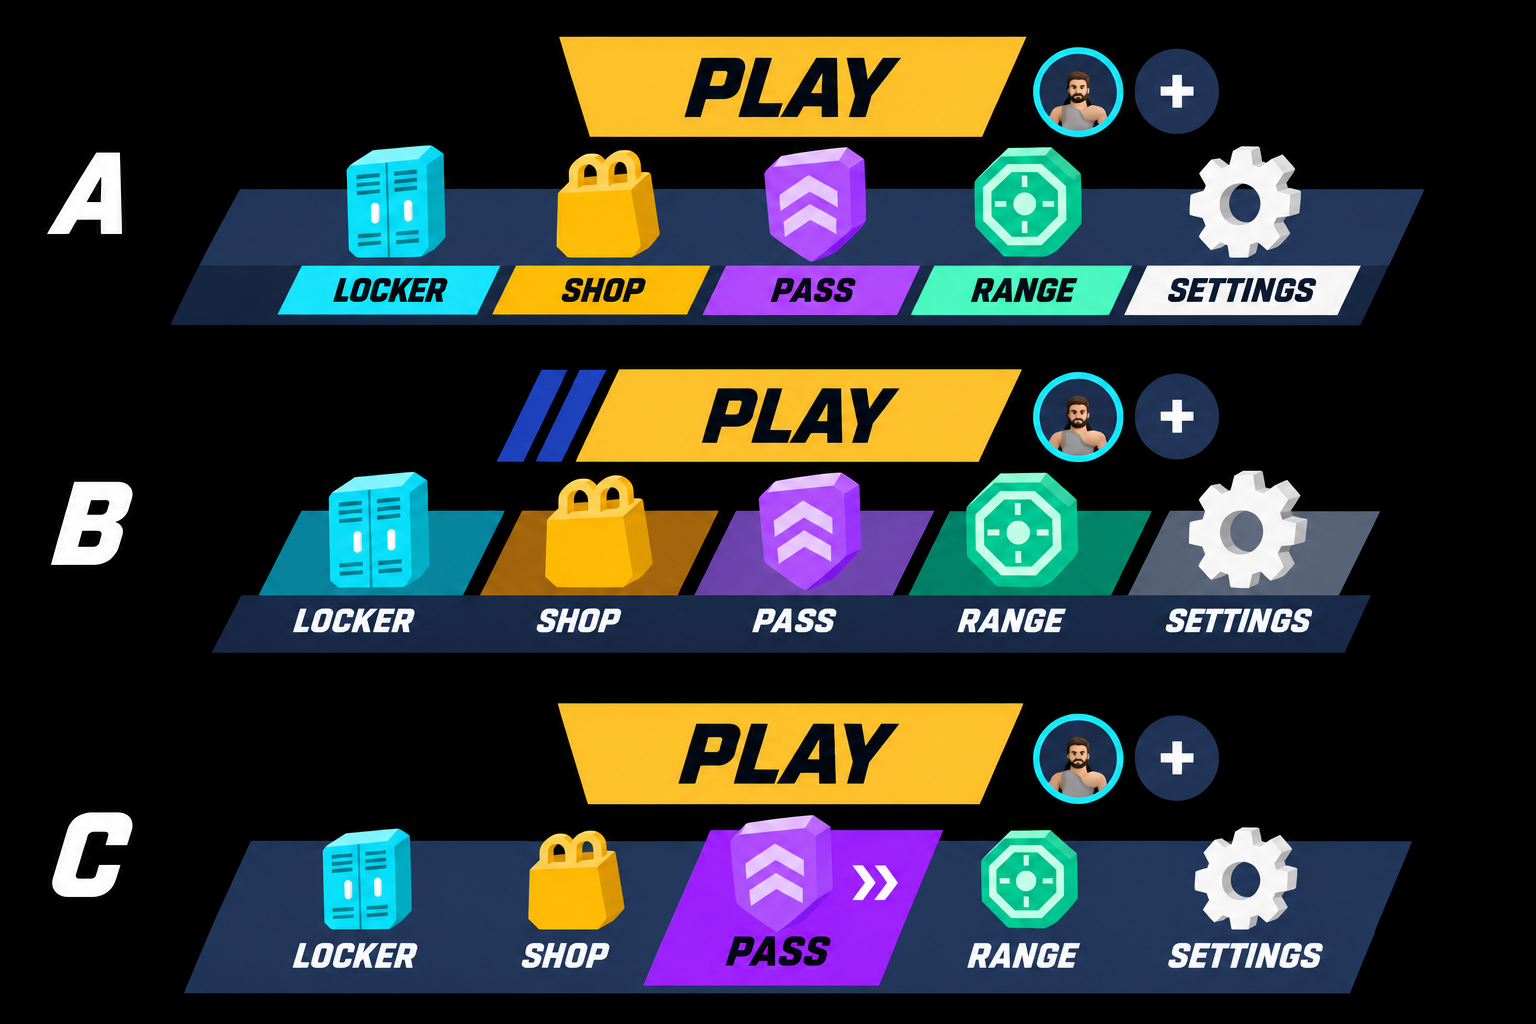 PLAY
+
A
LOCKER SHOP PASS RANGE SETTINGS
PLAY
+
B
LOCKER SHOP PASS RANGE SETTINGS
PLAY
+
C
»
LOCKER SHOP PASS RANGE SETTINGS